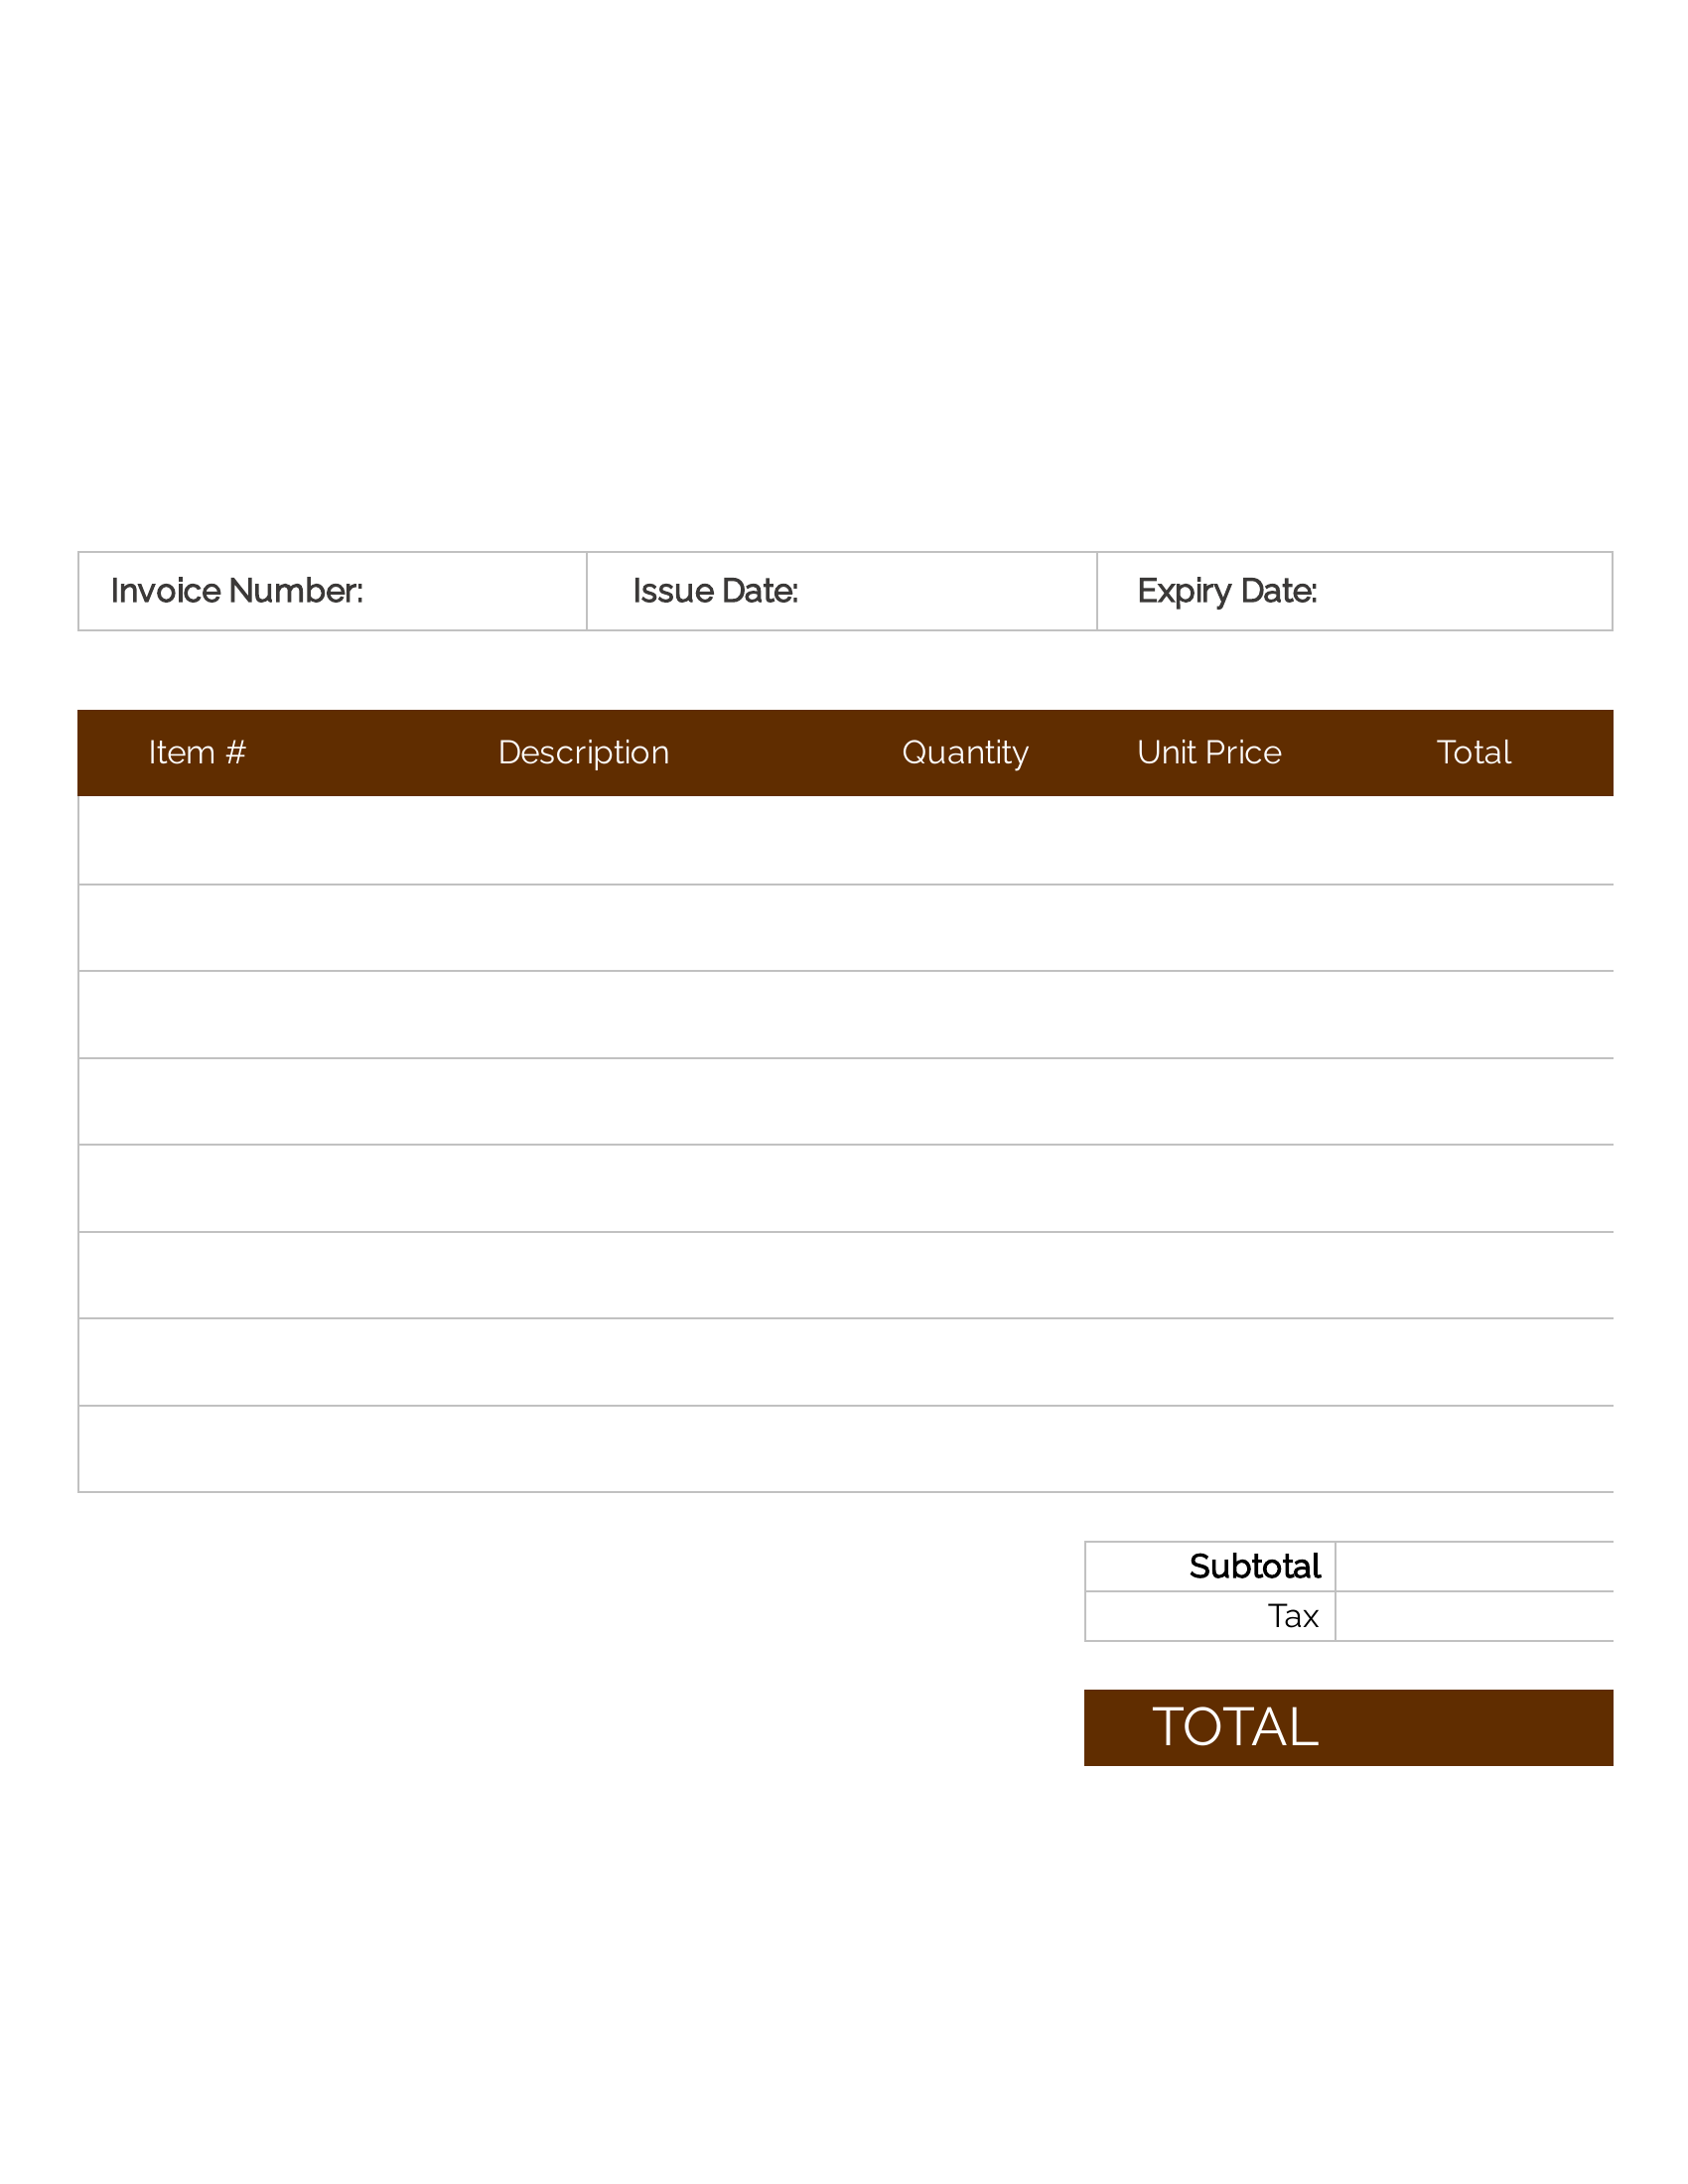 Invoice Number: Issue Date: Expiry Date:
Item # Description Quantity Unit Price Total
Subtotal
Tax
TOTAL